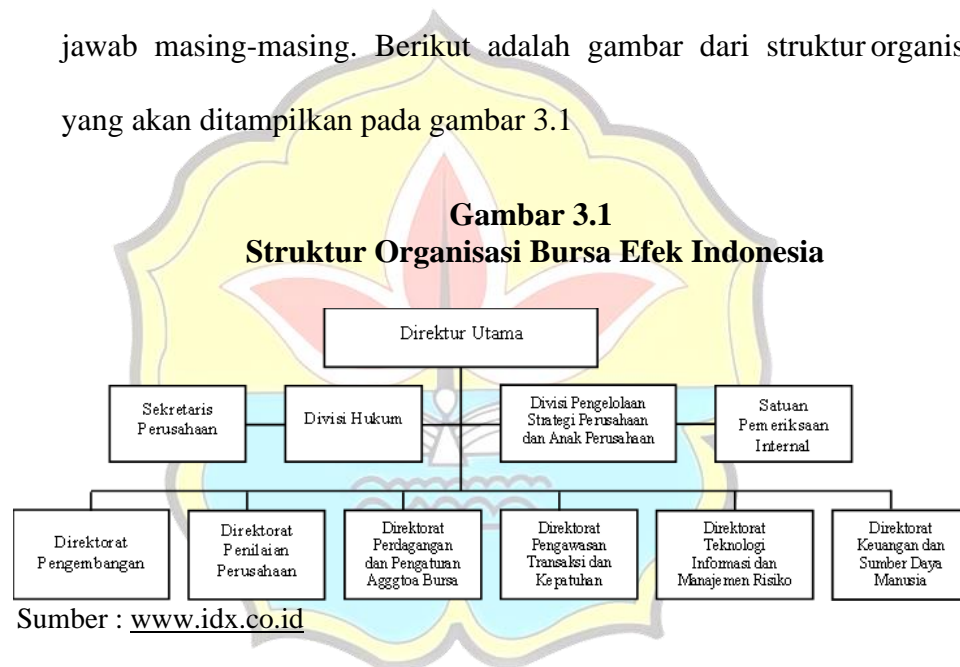 jawab masing-masing. Berikut adalah gambar dari struktur organis
yang akan ditampilkan pada gambar 3.1
Gambar 3.1
Struktur Organisasi Bursa Efek Indonesia
Direktur Utama
Sekretaris
Perusahaan
Divisi Hukum
Divisi Pengelolaan
Strategi Perusahaan
dan Anak Perusahaan
Satuan
Pemeriksaan
Internal
Direktorat
Pengembangan
Direktorat
Penilaian
Perusahaan
Direktorat
Perdagangan
dan Pengaturan
Agggtoa Bursa
Direktorat
Pengawasan
Transaksi dan
Kepatuhan
Direktorat
Teknologi
Informasi dan
Manajemen Risiko
Direktorat
Keuangan dan
Sumber Daya
Manusia
Sumber : www.idx.co.id